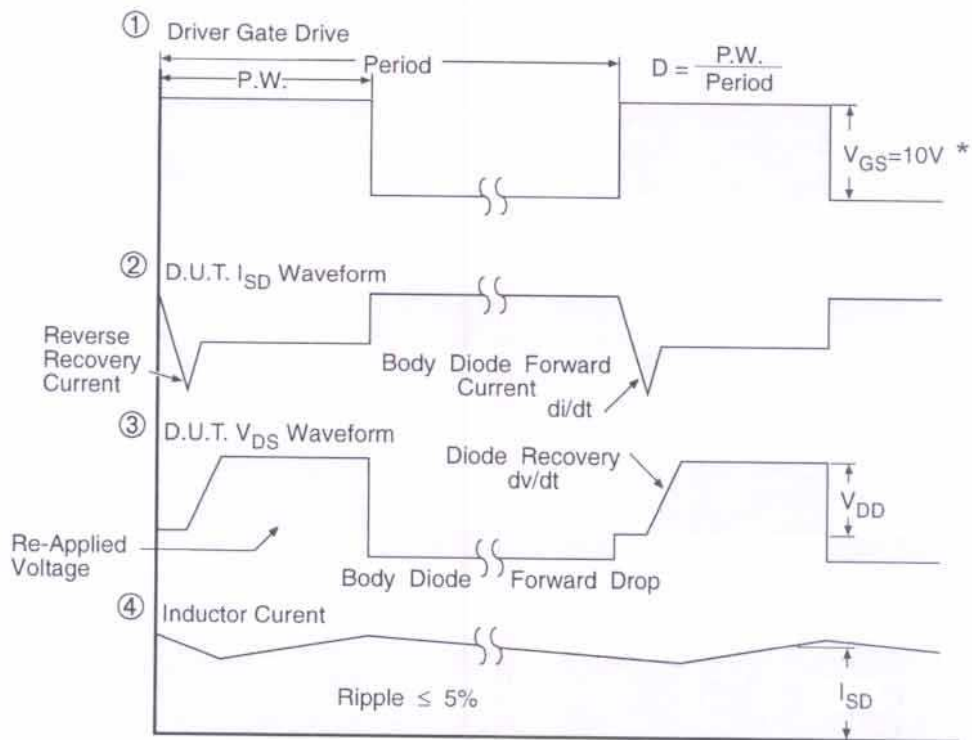 ① Driver Gate Drive
Period
P.W.
D = P.W. / Period
V_GS=10V *
② D.U.T. I_SD Waveform
Reverse
Recovery
Current
Body Diode Forward
Current
di/dt
③ D.U.T. V_DS Waveform
Diode Recovery
dv/dt
V_DD
Re-Applied
Voltage
Body Diode Forward Drop
④ Inductor Curent
Ripple ≤ 5%
I_SD